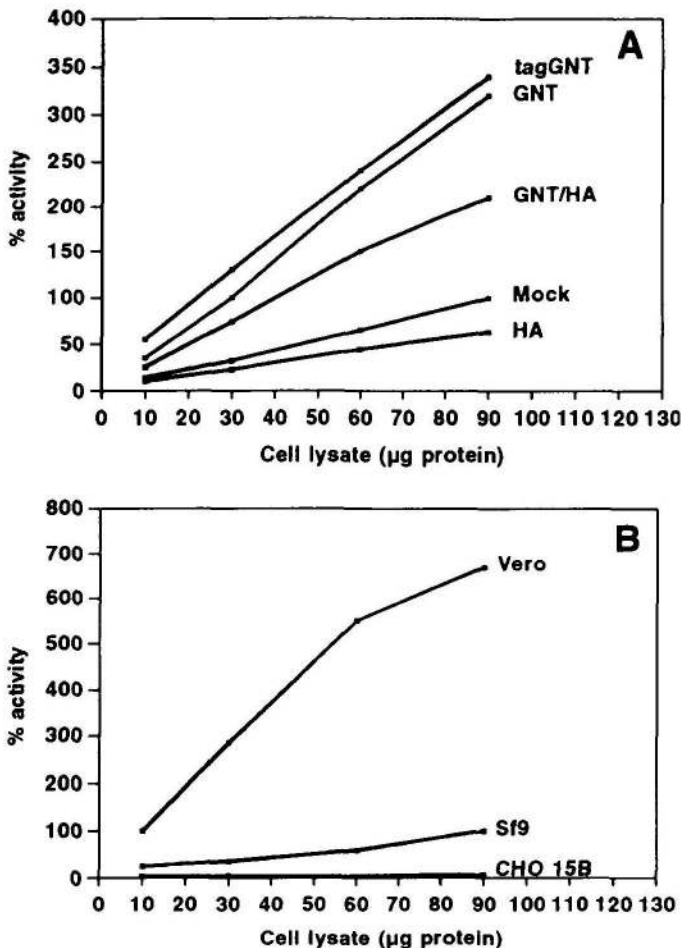 A
400
350
300
250
200
150
100
50
0
% activity
tagGNT
GNT
GNT/HA
Mock
HA
0 10 20 30 40 50 60 70 80 90 100 110 120 130
Cell lysate (µg protein)
B
800
700
600
500
400
300
200
100
0
% activity
Vero
Sf9
CHO 15B
0 10 20 30 40 50 60 70 80 90 100 110 120 130
Cell lysate (µg protein)